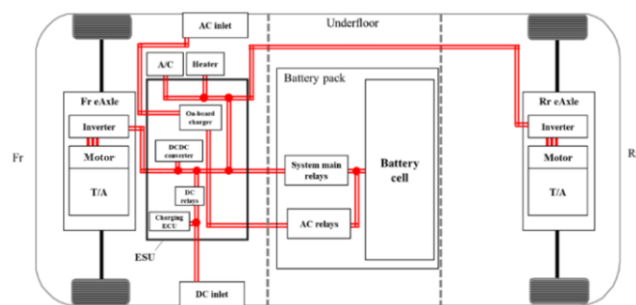 AC inlet
Underfloor
A/C
Heater
Battery pack
Fr eAxle
Rr eAxle
On-board
charger
Inverter
Inverter
DCDC
converter
Fr
Motor
System main
relays
Battery
cell
Motor
R
T/A
DC
relays
T/A
Charging
ECU
AC relays
ESU
DC inlet